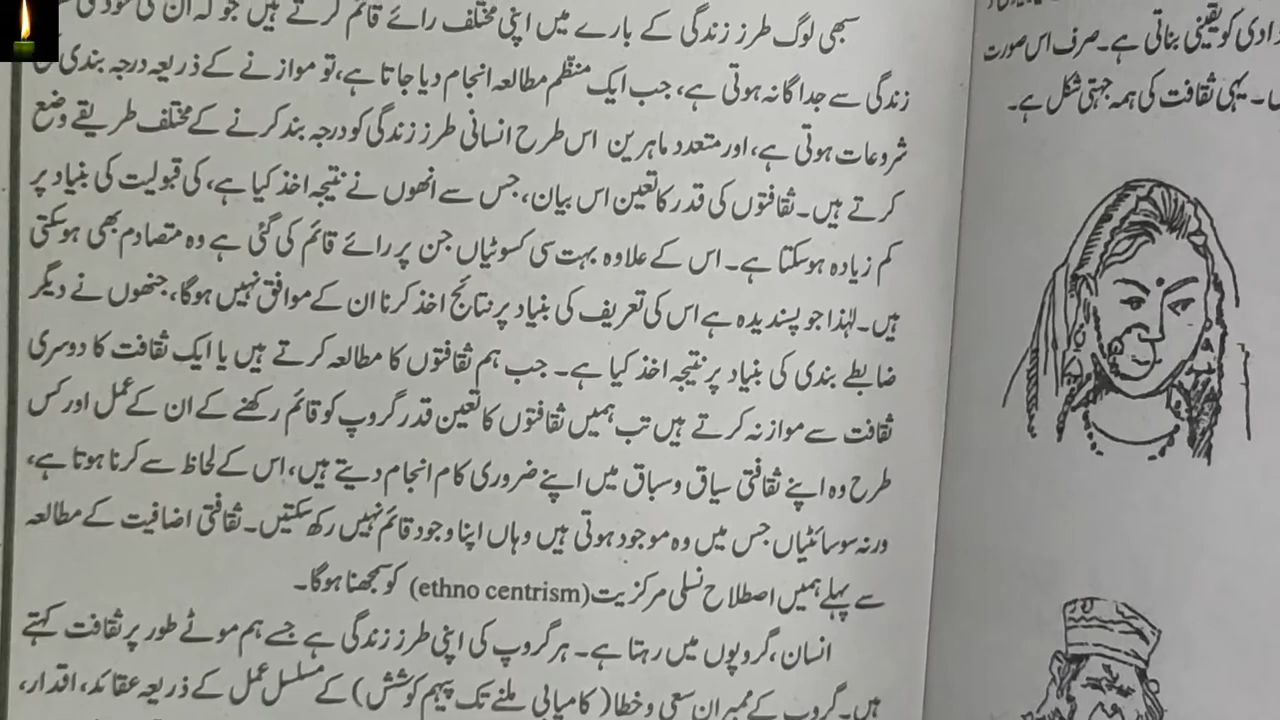 سبھی لوگ طرز زندگی کے بارے میں اپنی مختلف رائے قائم کرتے ہیں جو کہ ان کی
زندگی سے جداگانہ ہوتی ہے، جب ایک منظّم مطالعہ انجام دیا جاتا ہے، تو موازنے کے ذریعہ درجہ بندی کی
شروعات ہوتی ہے، اور متعدد ماہرین اس طرح انسانی طرز زندگی کو درجہ بند کرنے کے مختلف طریقے وضع
کرتے ہیں۔ ثقافتوں کی قدر کا تعین اس بیان، جس سے انھوں نے نتیجہ اخذ کیا ہے، کی قبولیت کی بنیاد پر
کم زیادہ ہوسکتا ہے۔ اس کے علاوہ بہت سی کسوٹیاں جن پر رائے قائم کی گئی ہے وہ متصادم بھی ہوسکتی
ہیں۔ لہٰذا جو پسندیدہ ہے اس کی تعریف کی بنیاد پر نتائج اخذ کرنا ان کے موافق نہیں ہوگا، جنھوں نے دیگر
ضابطے بندی کی بنیاد پر نتیجہ اخذ کیا ہے۔ جب ہم ثقافتوں کا مطالعہ کرتے ہیں یا ایک ثقافت کا دوسری
ثقافت سے موازنہ کرتے ہیں تب ہمیں ثقافتوں کا تعین قدر گروپ کو قائم رکھنے کے ان کے عمل اور کس
طرح وہ اپنے ثقافتی سیاق و سباق میں اپنے ضروری کام انجام دیتے ہیں، اس کے لحاظ سے کرنا ہوتا ہے،
ورنہ سوسائٹیاں جس میں وہ موجود ہوتی ہیں وہاں اپنا وجود قائم نہیں رکھ سکتیں۔ ثقافتی اضافیت کے مطالعہ
سے پہلے ہمیں اصطلاح نسلی مرکزیت (ethno centrism) کو سمجھنا ہوگا۔
انسان، گروپوں میں رہتا ہے۔ ہر گروپ کی اپنی طرز زندگی ہے جسے ہم موٹے طور پر ثقافت کہتے
ہیں۔ گروپ کے ممبران سعی و خطا (کامیابی ملنے تک پیہم کوشش) کے مسلسل عمل کے ذریعہ عقائد، اقدار،
دادی کو یقینی بناتی ہے۔ صرف اس صورت
یہی ثقافت کی ہمہ جہتی شکل ہے۔